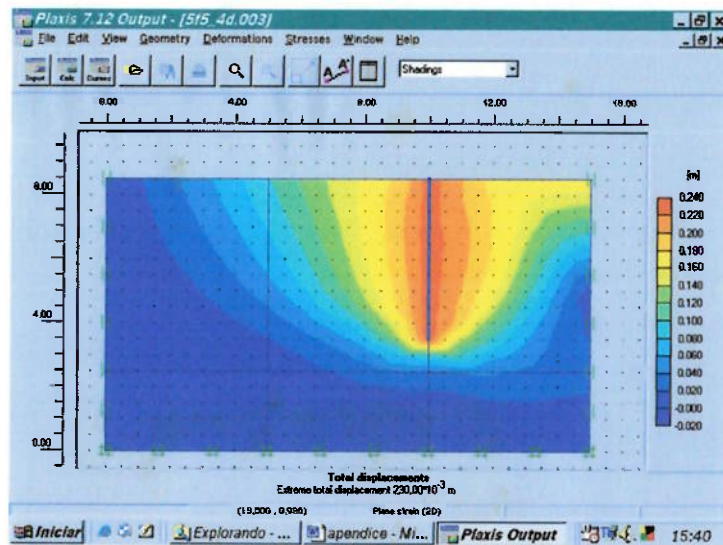 Plaxis 7.12 Output - [5f5_4d.003]
File Edit View Geometry Deformations Stresses Window Help
Input Calc Curves A A* Shadings
0.00 4.00 8.00 12.00 16.00
8.00
4.00
0.00
[m]
0.240
0.220
0.200
0.180
0.160
0.140
0.120
0.100
0.080
0.060
0.040
0.020
-0.000
-0.020
Total displacements
Extreme total displacement 230,00*10⁻³ m
Plane strain (2D)
Iniciar Explorando - ... apendice - Mi... Plaxis Output 15:40